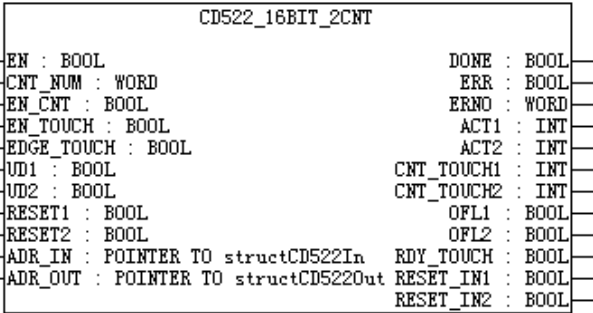 CD522_16BIT_2CNT
EN : BOOL DONE : BOOL
CNT_NUM : WORD ERR : BOOL
EN_CNT : BOOL ERNO : WORD
EN_TOUCH : BOOL ACT1 : INT
EDGE_TOUCH : BOOL ACT2 : INT
UD1 : BOOL CNT_TOUCH1 : INT
UD2 : BOOL CNT_TOUCH2 : INT
RESET1 : BOOL OFL1 : BOOL
RESET2 : BOOL OFL2 : BOOL
ADR_IN : POINTER TO structCD522In RDY_TOUCH : BOOL
ADR_OUT : POINTER TO structCD522Out RESET_IN1 : BOOL
RESET_IN2 : BOOL